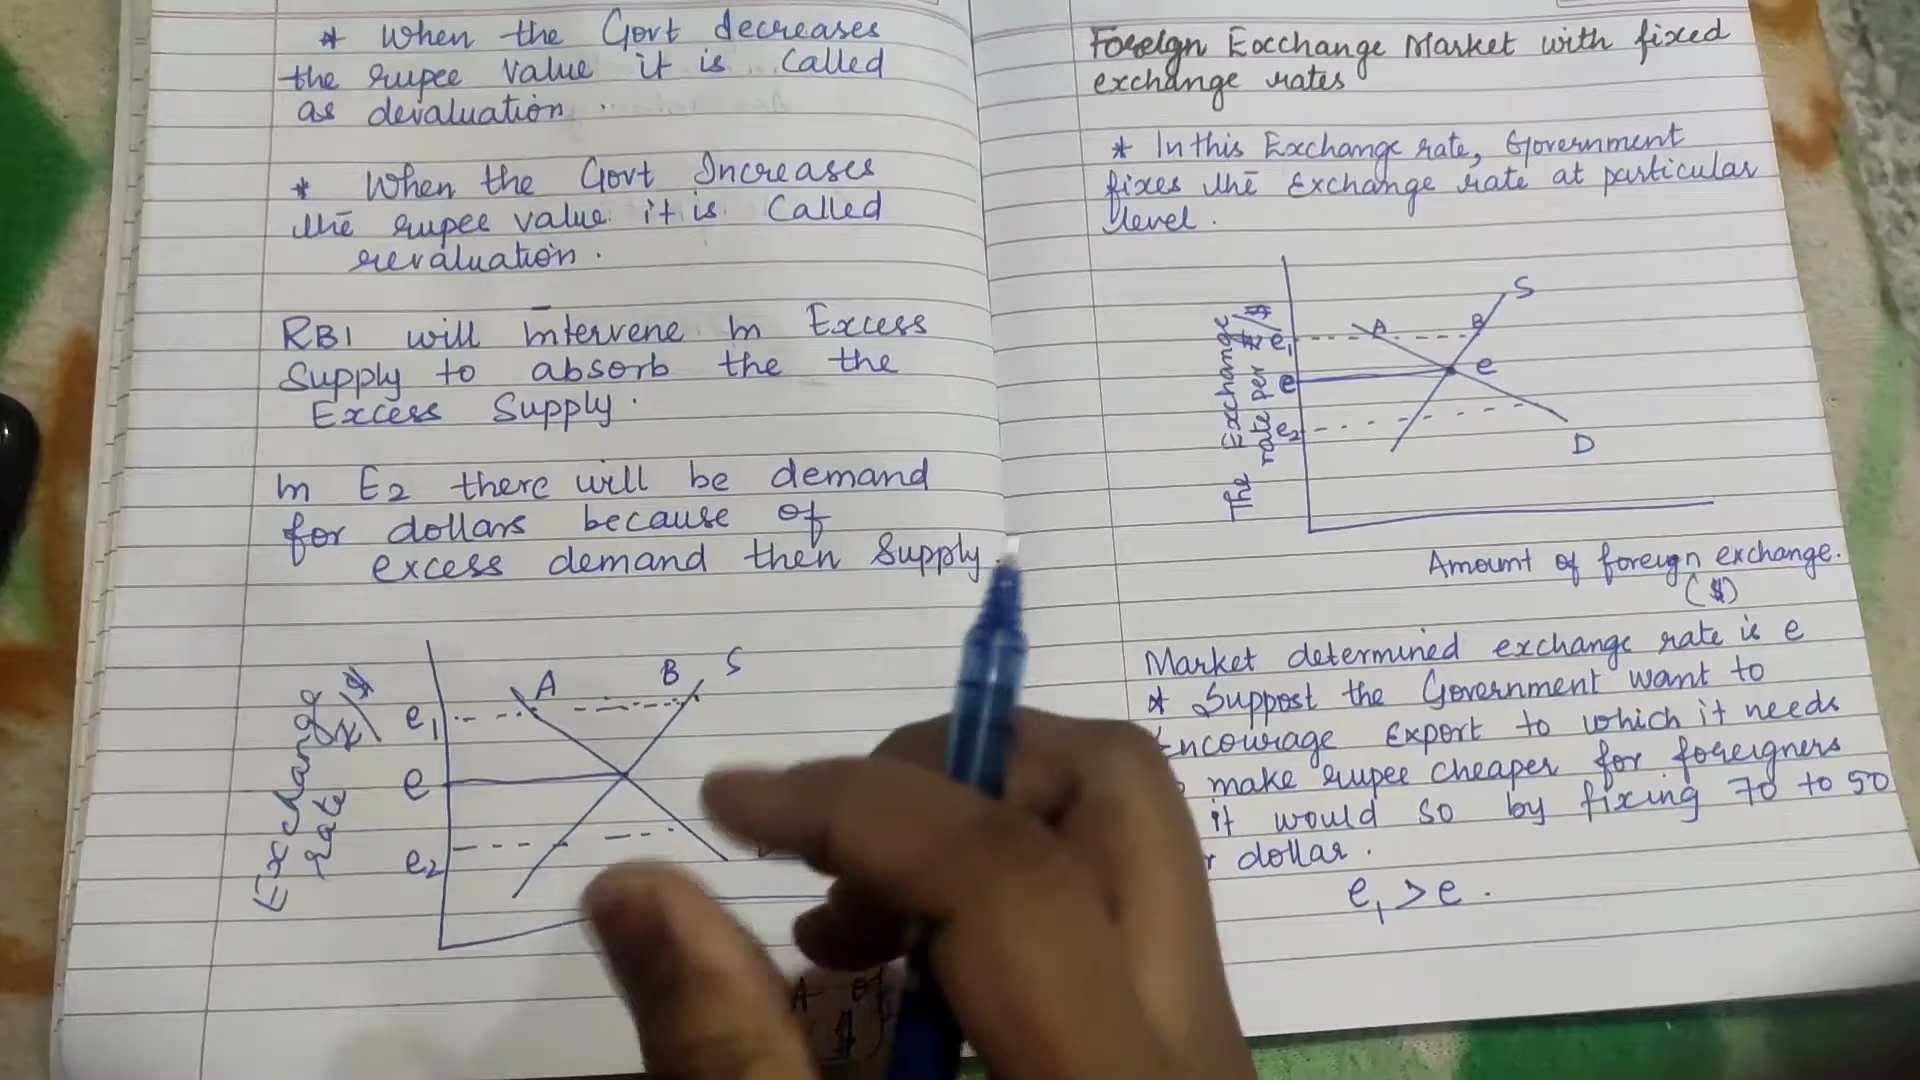 * When the Govt decreases
the rupee value it is called
as devaluation.
* When the Govt Increases
the rupee value it is called
revaluation.
RBI will intervene in Excess
Supply to absorb the the
Excess Supply.
In E2 there will be demand
for dollars because of
excess demand then Supply.
Exchange
rate
₹/$
e1
e
e2
A
B
S
A of
($)
Foreign Exchange Market with fixed
exchange rates
* In this Exchange rate, Government
fixes the Exchange rate at particular
level.
The Exchange
rate per ₹/$
e1
e
e2
A
B
S
e
D
Amount of foreign exchange.
($)
Market determined exchange rate is e
* Suppost the Government want to
Encourage Export to which it needs
make rupee cheaper for foreigners
it would so by fixing 70 to 50
dollar.
e1 > e.